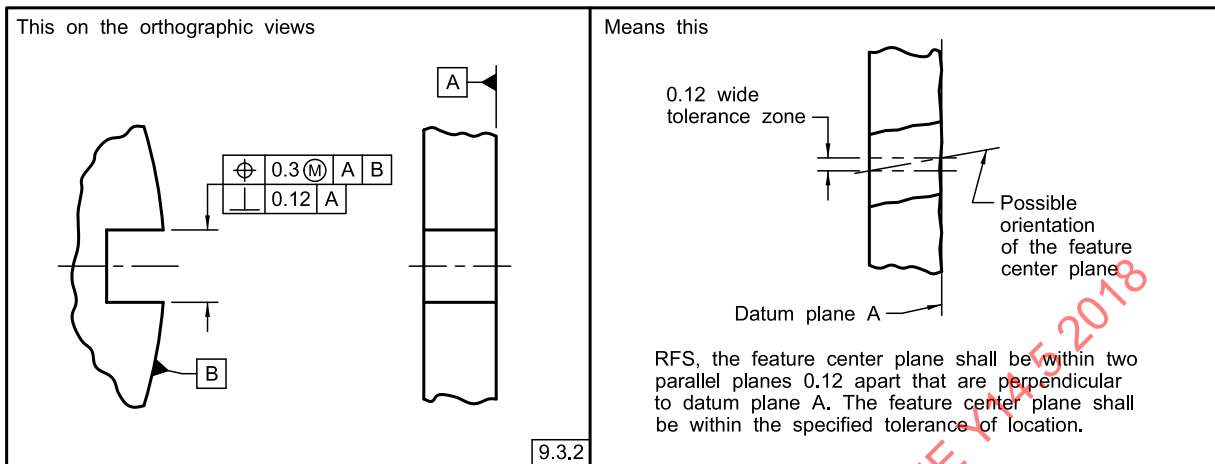 This on the orthographic views
A
⌖ 0.3 Ⓜ A B
⊥ 0.12 A
B
9.3.2
Means this
0.12 wide
tolerance zone
Possible
orientation
of the feature
center plane
Datum plane A
RFS, the feature center plane shall be within two
parallel planes 0.12 apart that are perpendicular
to datum plane A. The feature center plane shall
be within the specified tolerance of location.
Y14.5 2018